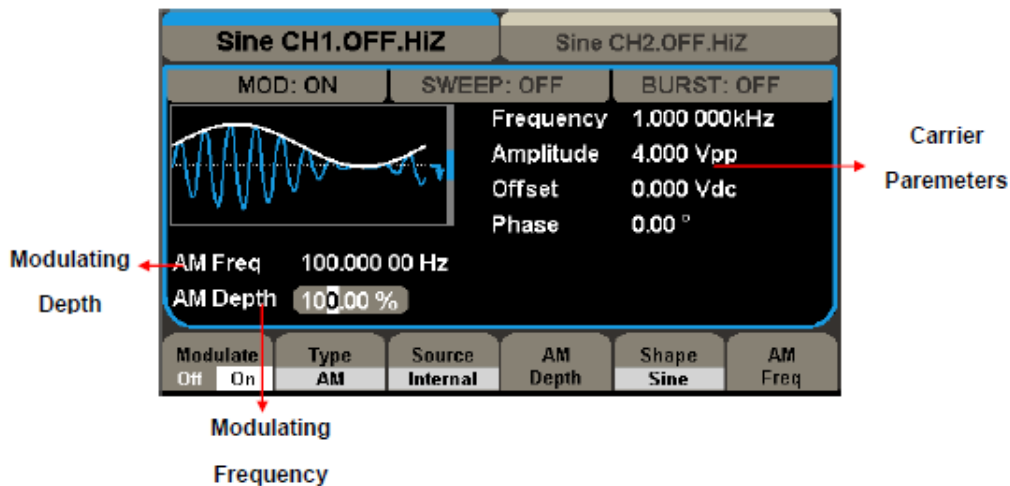 Sine CH1.OFF.HiZ
Sine CH2.OFF.HiZ
MOD: ON
SWEEP: OFF
BURST: OFF
Frequency 1.000 000kHz
Amplitude 4.000 Vpp
Offset 0.000 Vdc
Phase 0.00 °
Carrier
Paremeters
Modulating
Depth
AM Freq 100.000 00 Hz
AM Depth 100.00 %
Modulate
Off On
Type
AM
Source
Internal
AM
Depth
Shape
Sine
AM
Freq
Modulating
Frequency